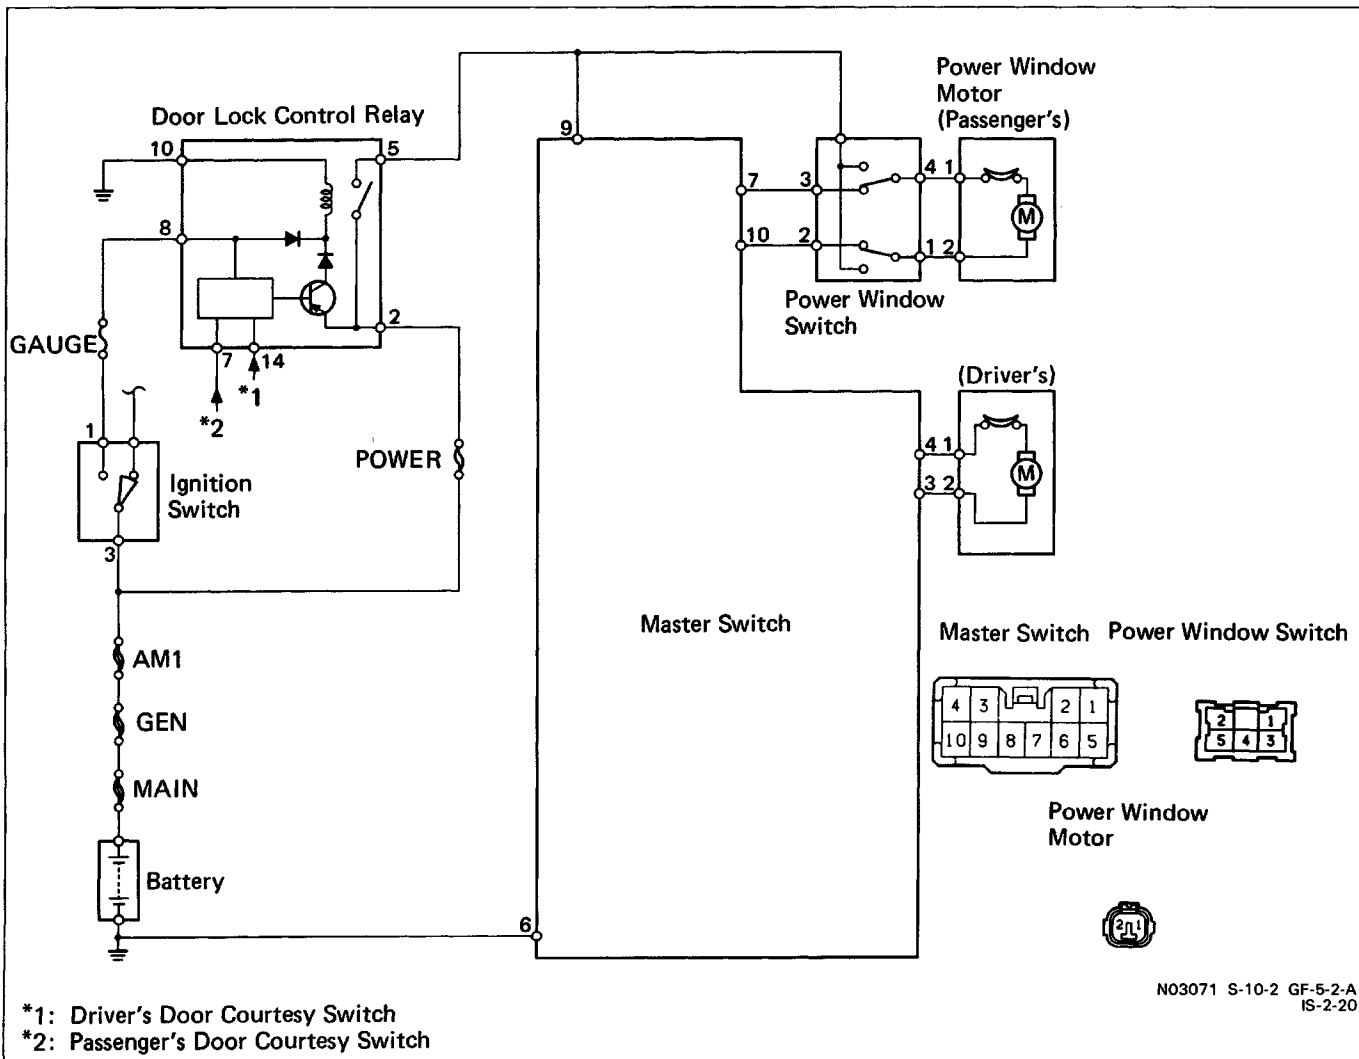 Door Lock Control Relay
10
5
8
2
7
14
*1
*2
GAUGE
1
Ignition
Switch
3
POWER
AM1
GEN
MAIN
Battery
9
7
10
6
4
3
Master Switch
3
2
4
1
Power Window
Switch
Power Window
Motor
(Passenger's)
1
2
M
(Driver's)
1
2
M
Master Switch
4 3 2 1
10 9 8 7 6 5
Power Window Switch
2 1
5 4 3
Power Window
Motor
2 1
N03071 S-10-2 GF-5-2-A
IS-2-20
*1: Driver's Door Courtesy Switch
*2: Passenger's Door Courtesy Switch